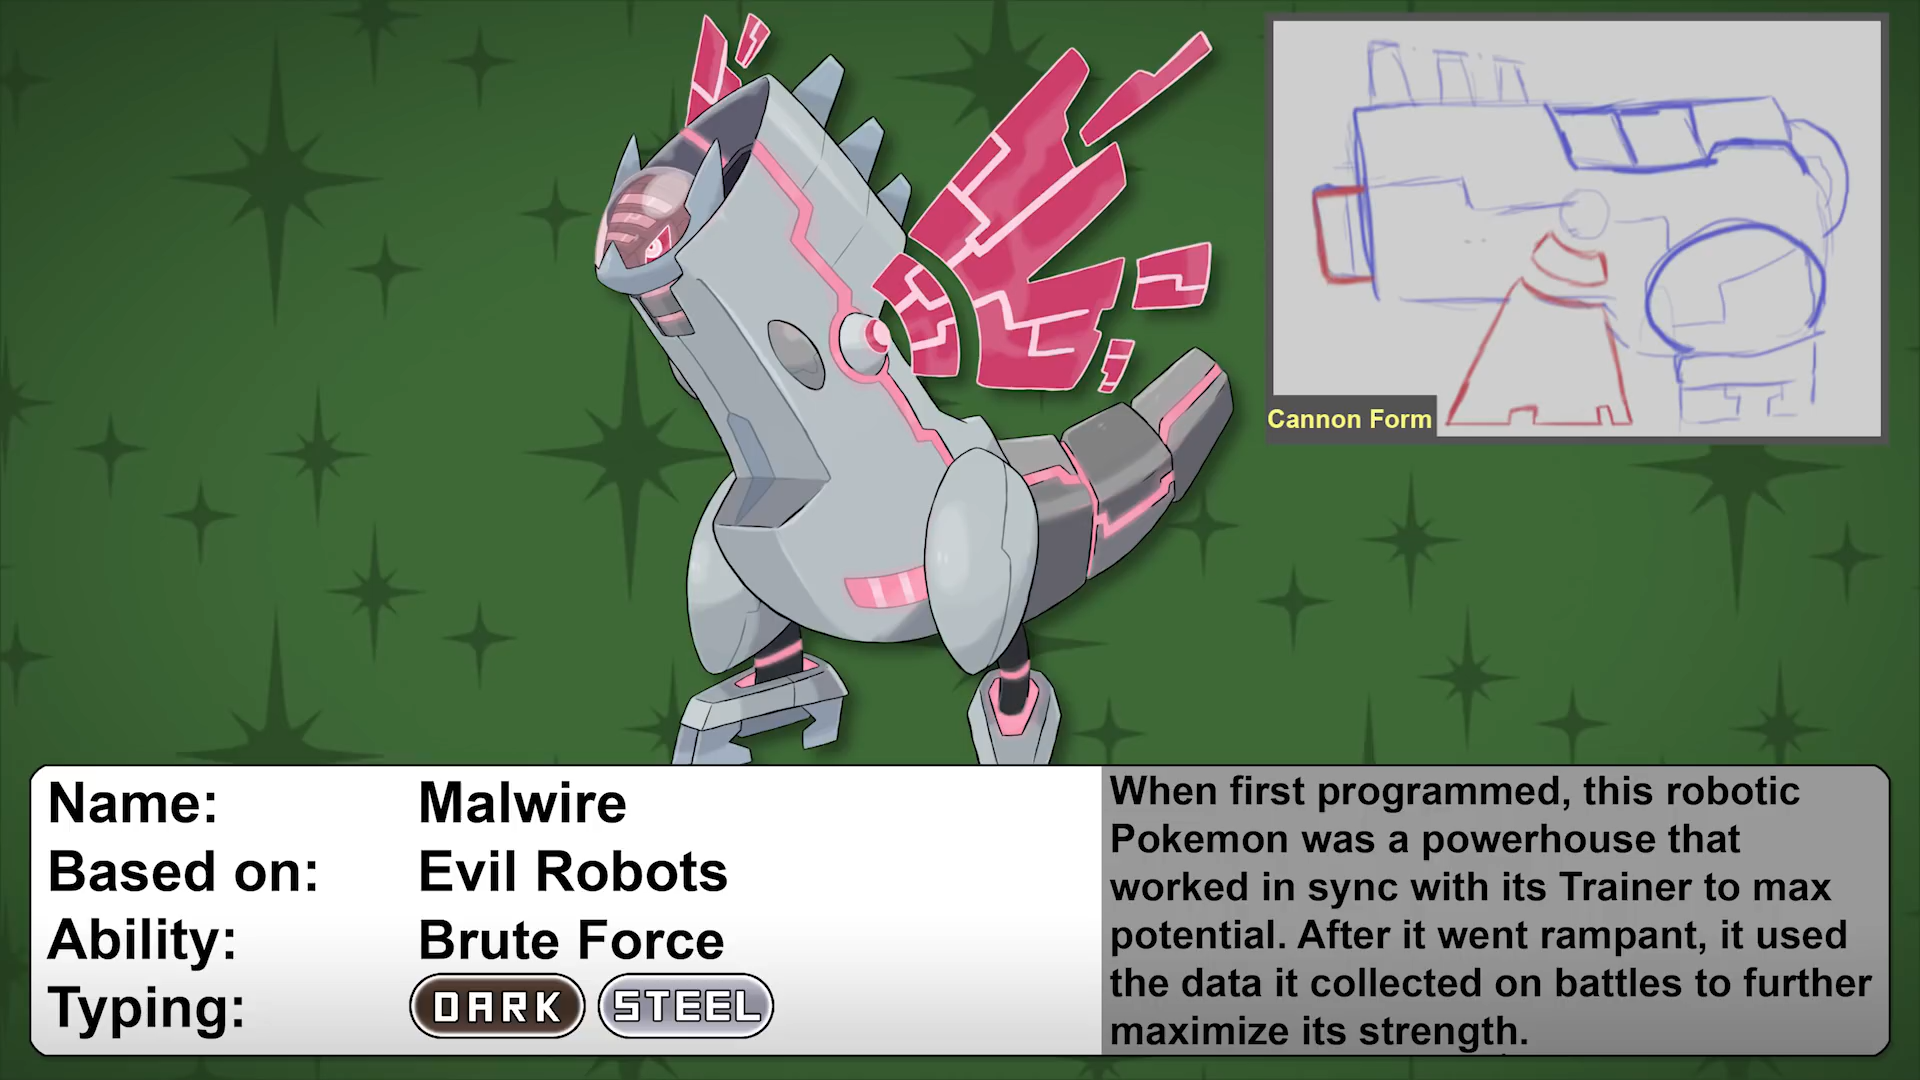 Cannon Form
Name: Malwire
Based on: Evil Robots
Ability: Brute Force
Typing: DARK STEEL
When first programmed, this robotic
Pokemon was a powerhouse that
worked in sync with its Trainer to max
potential. After it went rampant, it used
the data it collected on battles to further
maximize its strength.